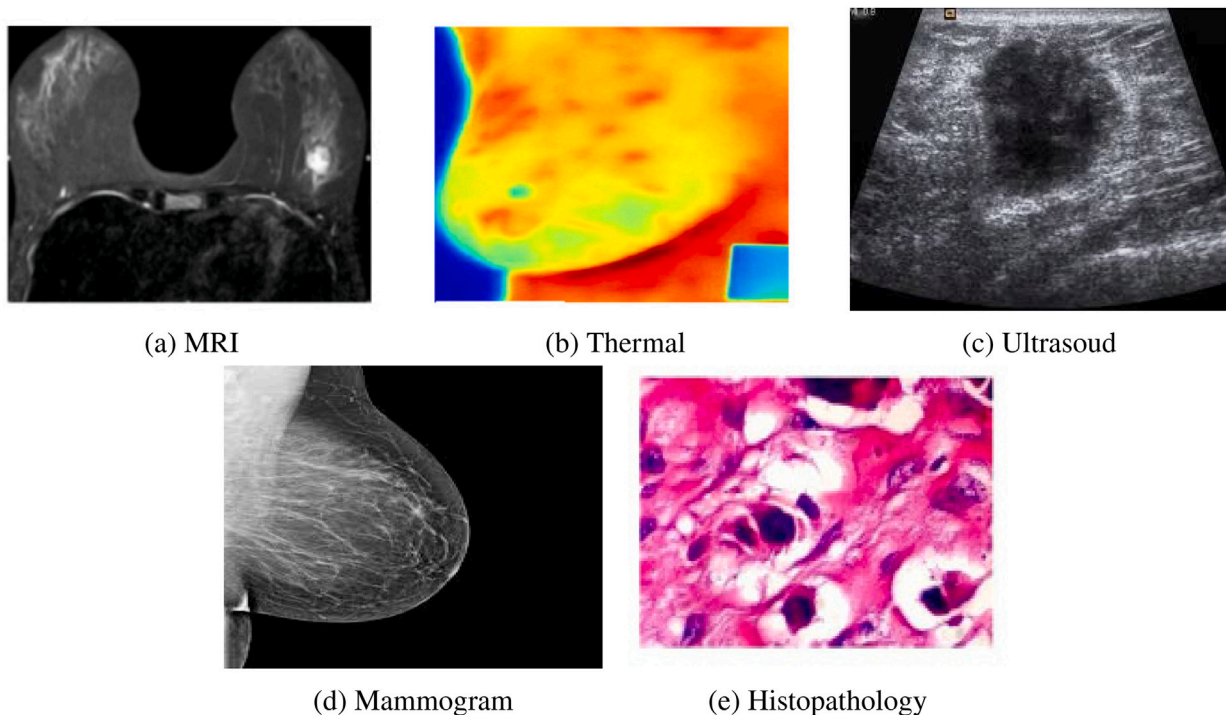 (a) MRI
(b) Thermal
(c) Ultrasoud
(d) Mammogram
(e) Histopathology